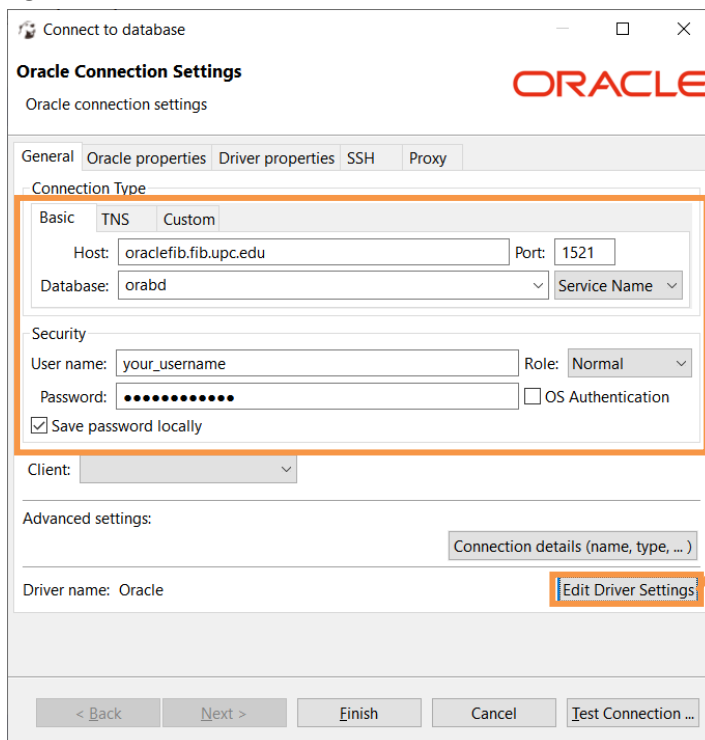 Connect to database
Oracle Connection Settings
ORACLE
Oracle connection settings
General Oracle properties Driver properties SSH Proxy
Connection Type
Basic TNS Custom
Host: oraclefib.fib.upc.edu Port: 1521
Database: orabd Service Name
Security
User name: your_username Role: Normal
Password: ●●●●●●●●●●●● OS Authentication
Save password locally
Client:
Advanced settings:
Connection details (name, type, ... )
Driver name: Oracle Edit Driver Settings
< Back Next > Finish Cancel Test Connection ...